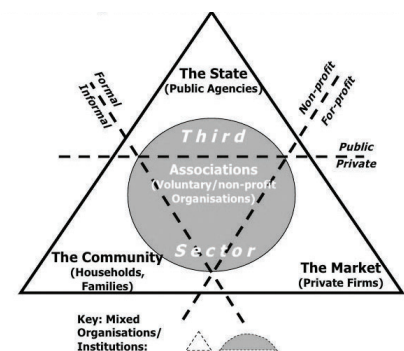 The State
(Public Agencies)
Formal
Informal
Non-profit
For-profit
Third
Public
Private
Associations
(Voluntary/non-profit
Organisations)
Sector
The Community
(Households,
Families)
The Market
(Private Firms)
Key: Mixed
Organisations/
Institutions: